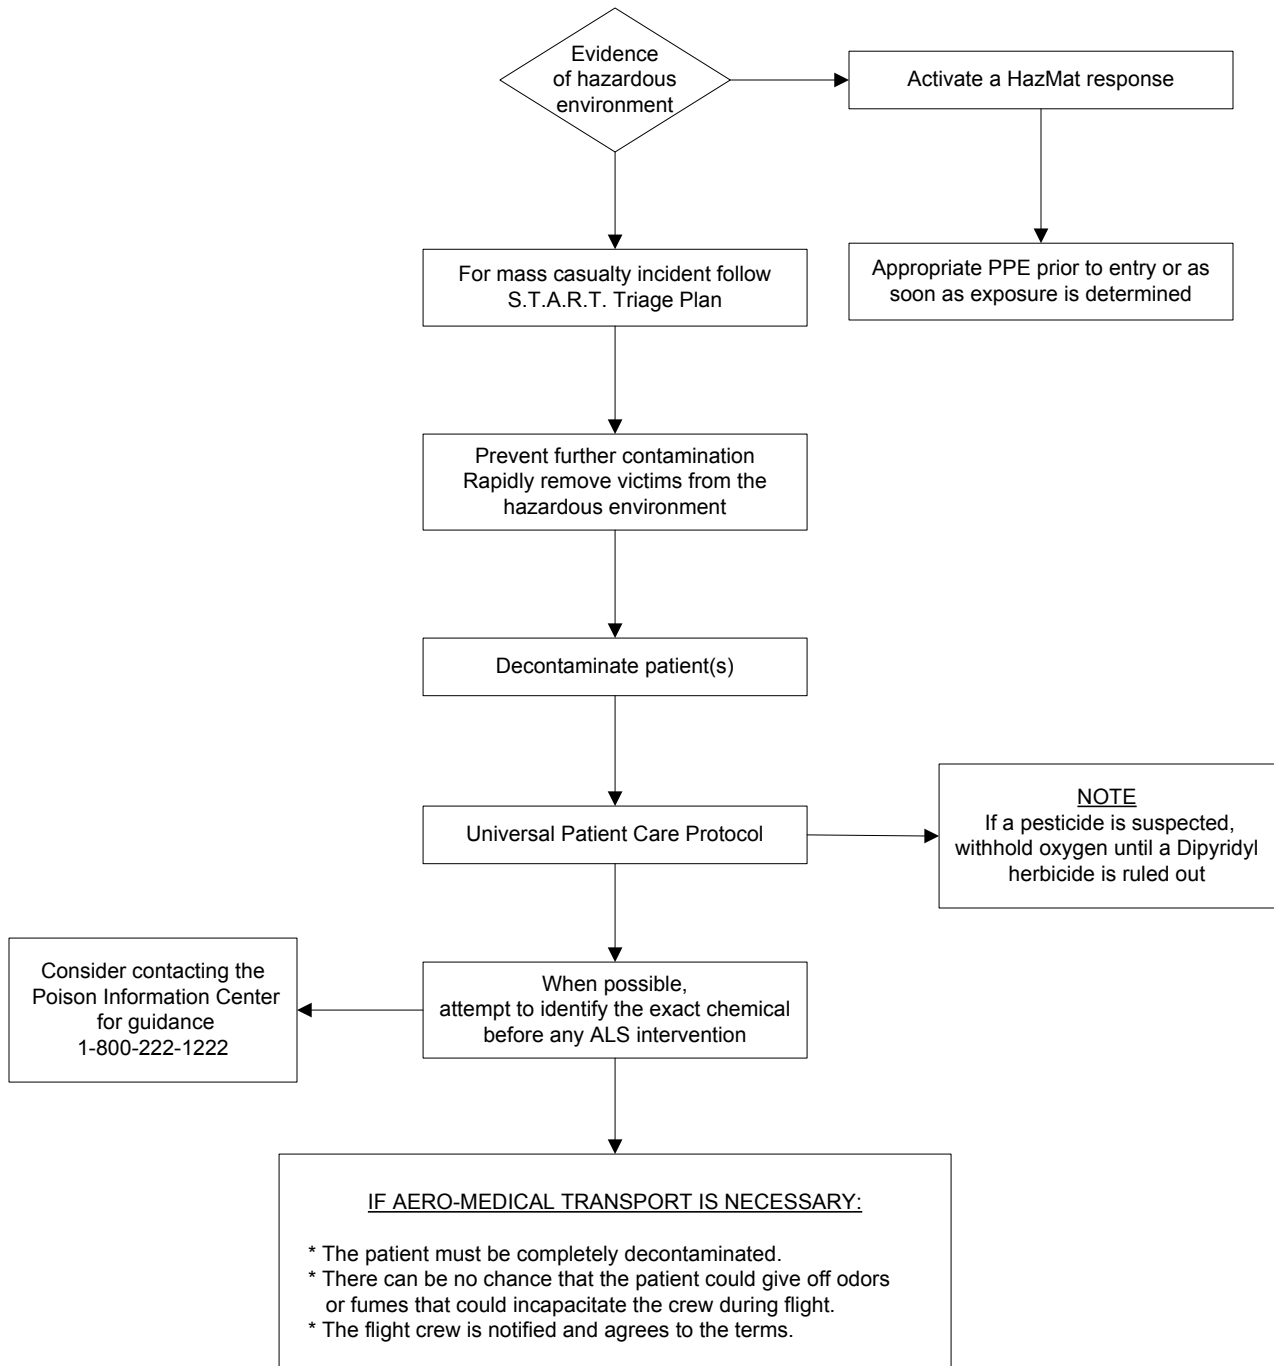 Evidence
of hazardous
environment
Activate a HazMat response
Appropriate PPE prior to entry or as
soon as exposure is determined
For mass casualty incident follow
S.T.A.R.T. Triage Plan
Prevent further contamination
Rapidly remove victims from the
hazardous environment
Decontaminate patient(s)
Universal Patient Care Protocol
NOTE
If a pesticide is suspected,
withhold oxygen until a Dipyridyl
herbicide is ruled out
When possible,
attempt to identify the exact chemical
before any ALS intervention
Consider contacting the
Poison Information Center
for guidance
1-800-222-1222
IF AERO-MEDICAL TRANSPORT IS NECESSARY:
* The patient must be completely decontaminated.
* There can be no chance that the patient could give off odors
or fumes that could incapacitate the crew during flight.
* The flight crew is notified and agrees to the terms.